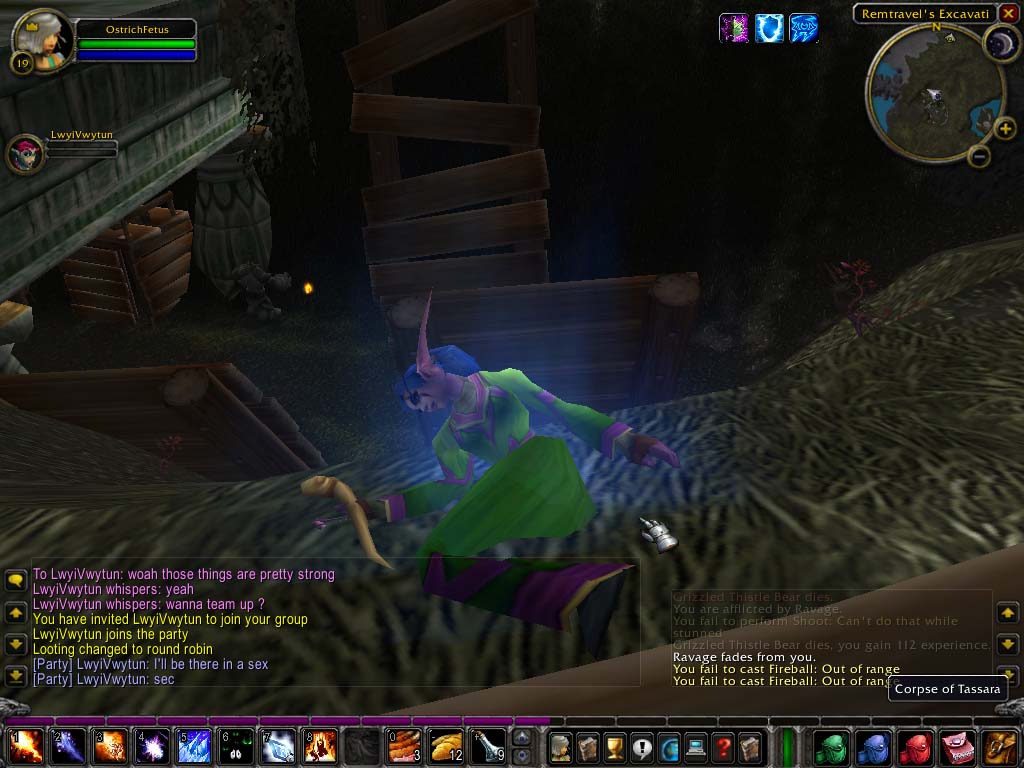 OstrichFetus
19
LwyiVwytun
Remtravel's Excavati
N
To LwyiVwytun: woah those things are pretty strong
LwyiVwytun whispers: yeah
LwyiVwytun whispers: wanna team up ?
You have invited LwyiVwytun to join your group
LwyiVwytun joins the party
Looting changed to round robin
[Party] LwyiVwytun: I'll be there in a sex
[Party] LwyiVwytun: sec
Grizzled Thistle Bear dies.
You are afflicted by Ravage.
You fail to perform Shoot: Can't do that while
stunned
Grizzled Thistle Bear dies, you gain 112 experience.
Ravage fades from you.
You fail to cast Fireball: Out of range
You fail to cast Fireball: Out of range
Corpse of Tassara
1 2 3 4 5 6 7 8 0 3 12 9